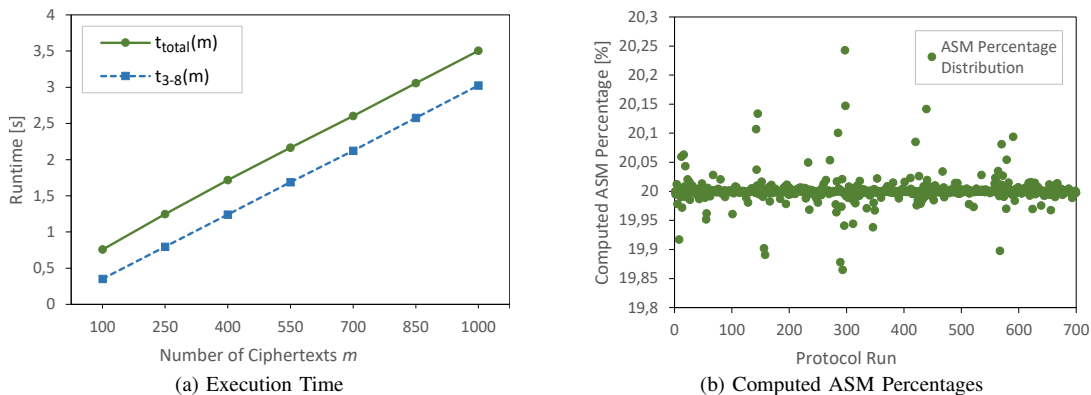 4
3,5
3
2,5
2
1,5
1
0,5
0
Runtime [s]
t_total(m)
t_3-8(m)
100 250 400 550 700 850 1000
Number of Ciphertexts m
(a) Execution Time
20,3
20,25
20,2
20,15
20,1
20,05
20
19,95
19,9
19,85
19,8
Computed ASM Percentage [%]
ASM Percentage
Distribution
0 100 200 300 400 500 600 700
Protocol Run
(b) Computed ASM Percentages